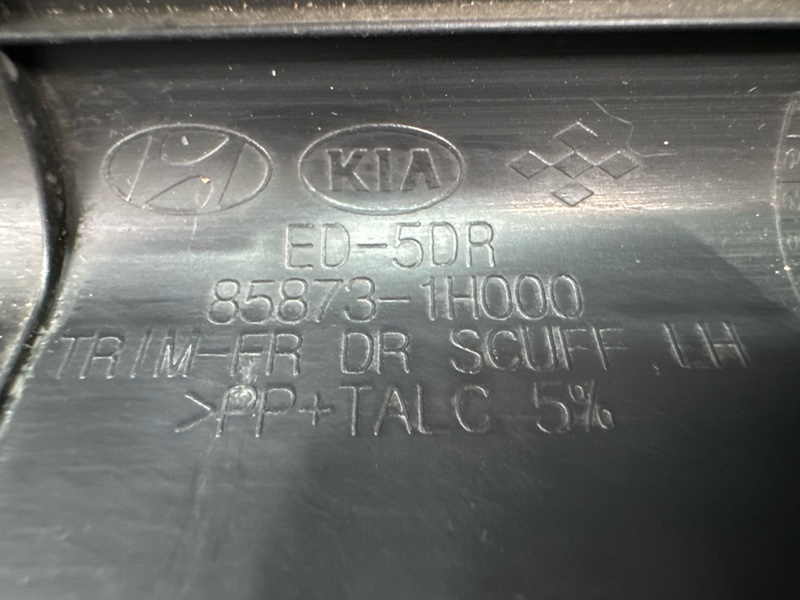 KIA
ED-5DR
85873-1H000
TRIM-FR DR SCUFF,LH
>PP+TALC 5%